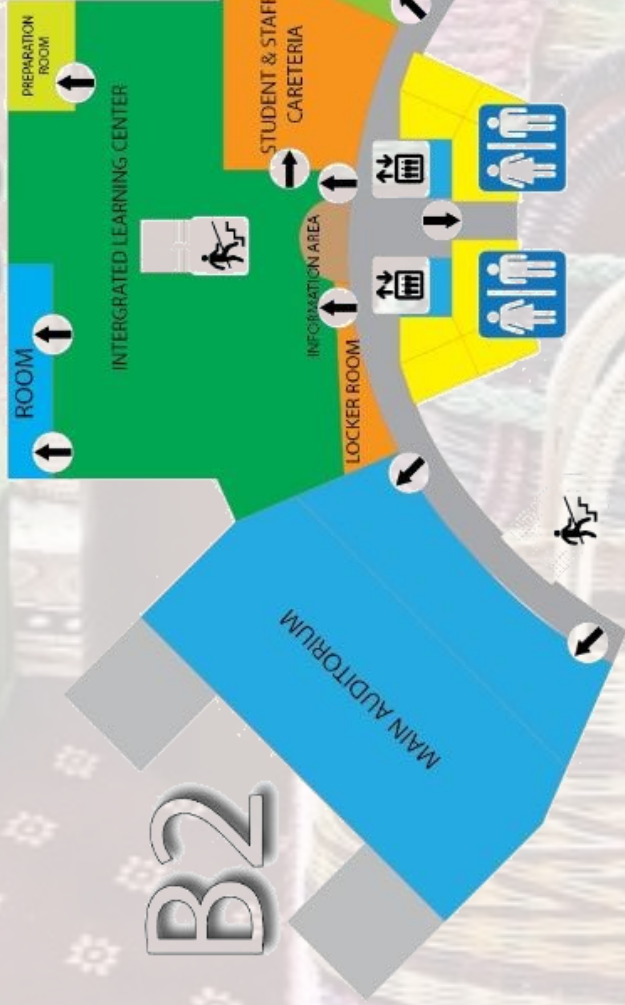 PREPARATION
ROOM
INTERGRATED LEARNING CENTER
STUDENT & STAFF
CARETERIA
INFORMATION AREA
ROOM
LOCKER ROOM
MAIN AUDITORIUM
B2